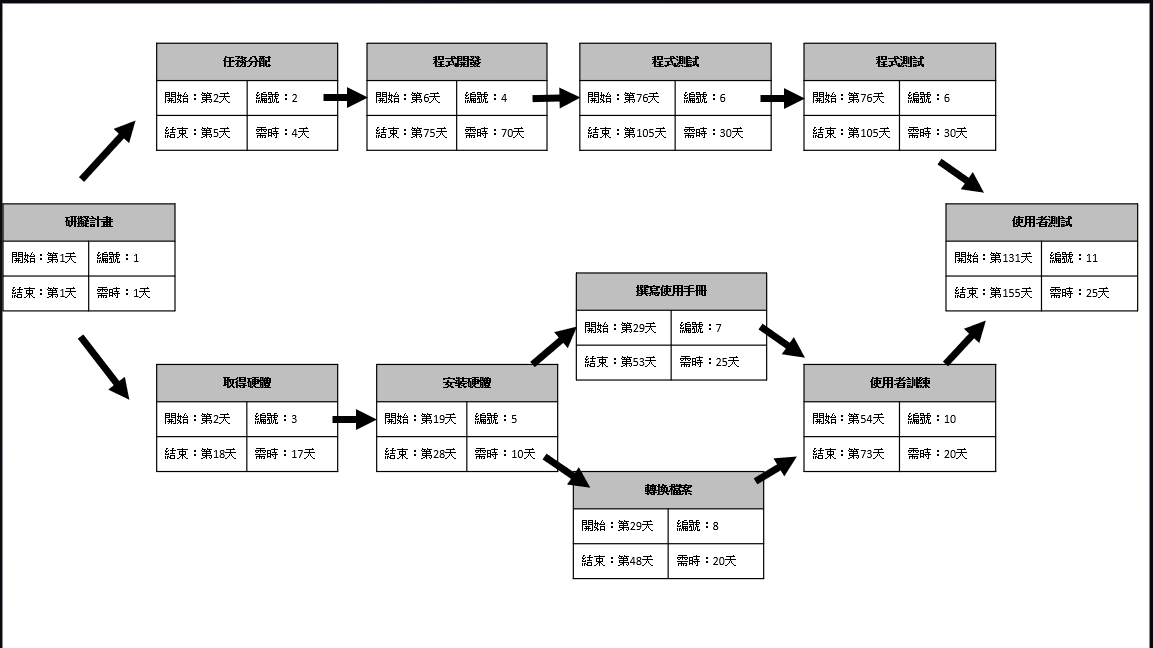 任務分配
開始：第2天
編號：2
結束：第5天
需時：4天
程式開發
開始：第6天
編號：4
結束：第75天
需時：70天
程式測試
開始：第76天
編號：6
結束：第105天
需時：30天
程式測試
開始：第76天
編號：6
結束：第105天
需時：30天
研擬計畫
開始：第1天
編號：1
結束：第1天
需時：1天
使用者測試
開始：第131天
編號：11
結束：第155天
需時：25天
撰寫使用手冊
開始：第29天
編號：7
結束：第53天
需時：25天
取得硬體
開始：第2天
編號：3
結束：第18天
需時：17天
安裝硬體
開始：第19天
編號：5
結束：第28天
需時：10天
使用者訓練
開始：第54天
編號：10
結束：第73天
需時：20天
轉換檔案
開始：第29天
編號：8
結束：第48天
需時：20天